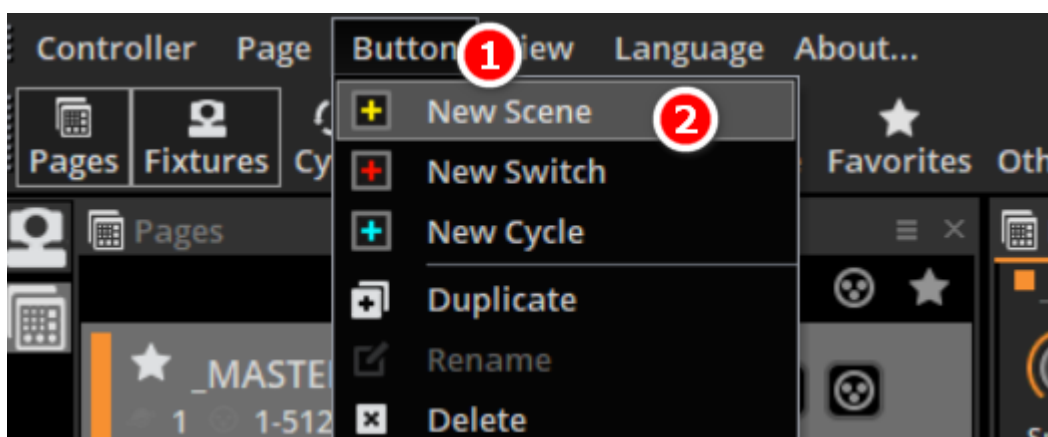 Controller Page Button 1 iew Language About...
New Scene 2
Pages Fixtures Cy Favorites Oth
New Switch
Pages
New Cycle
Duplicate
_MASTE
Rename
1 1-512
Delete